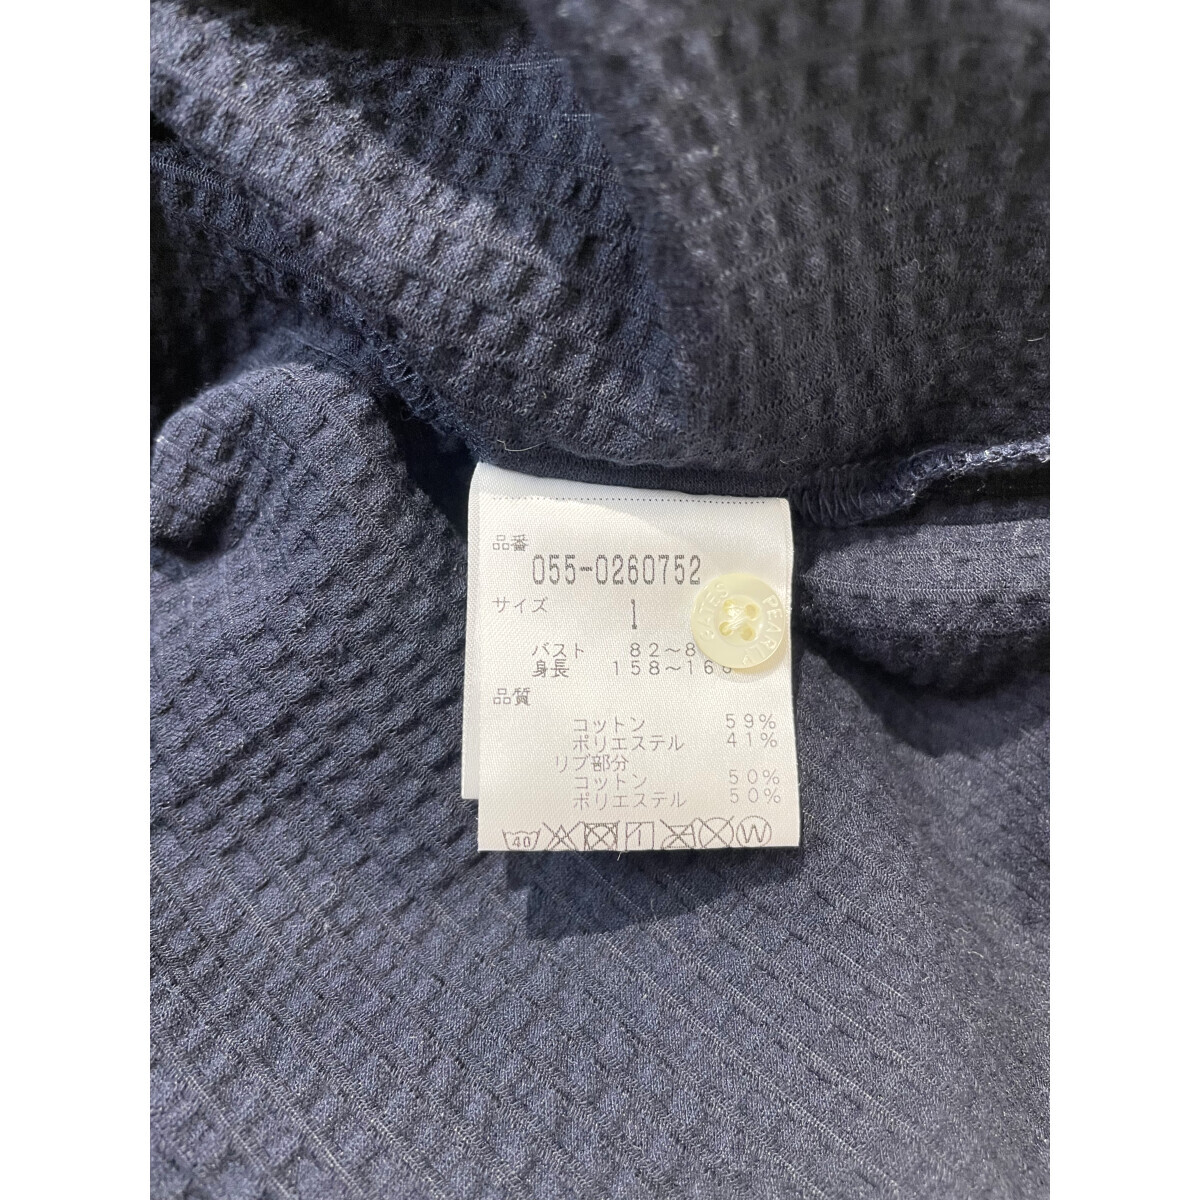 品番
055-0260752
サイズ
1
バスト 82～8
身長 158～16
品質
コットン 59%
ポリエステル 41%
リブ部分
コットン 50%
ポリエステル 50%
40 W
PEARLY GATES